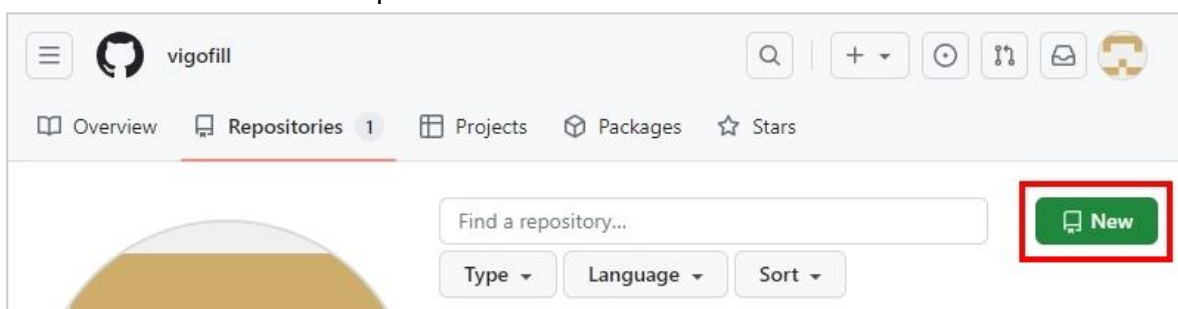 vigofill
Overview Repositories 1 Projects Packages Stars
Find a repository... New
Type Language Sort